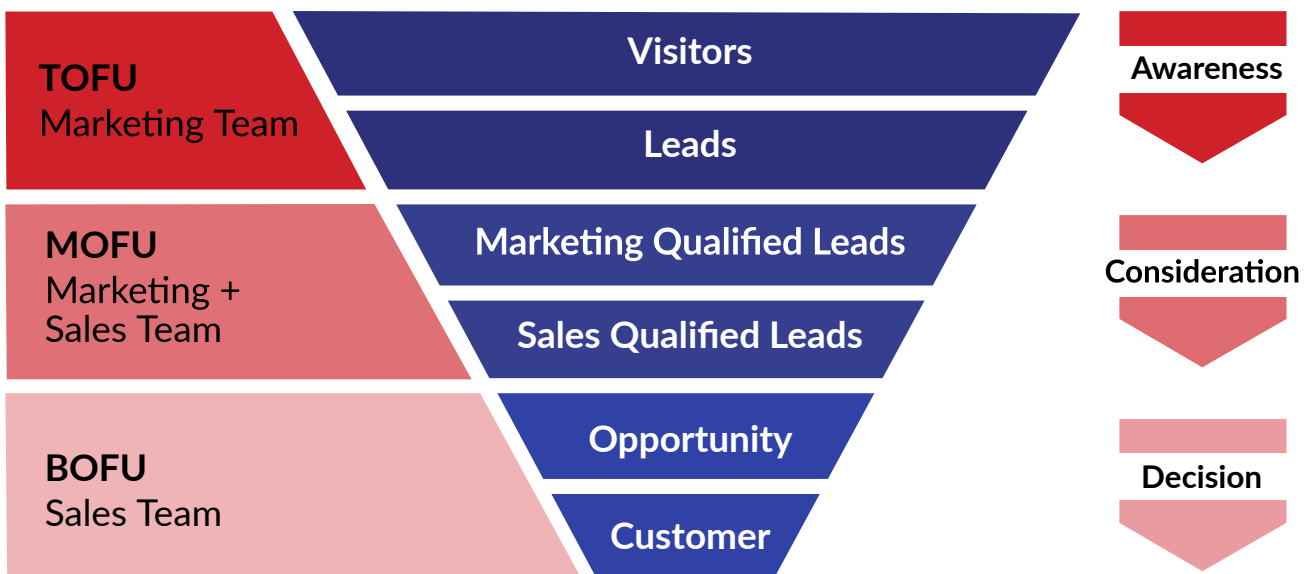 TOFU
Marketing Team
Visitors
Leads
Awareness
MOFU
Marketing +
Sales Team
Marketing Qualified Leads
Sales Qualified Leads
Consideration
BOFU
Sales Team
Opportunity
Customer
Decision